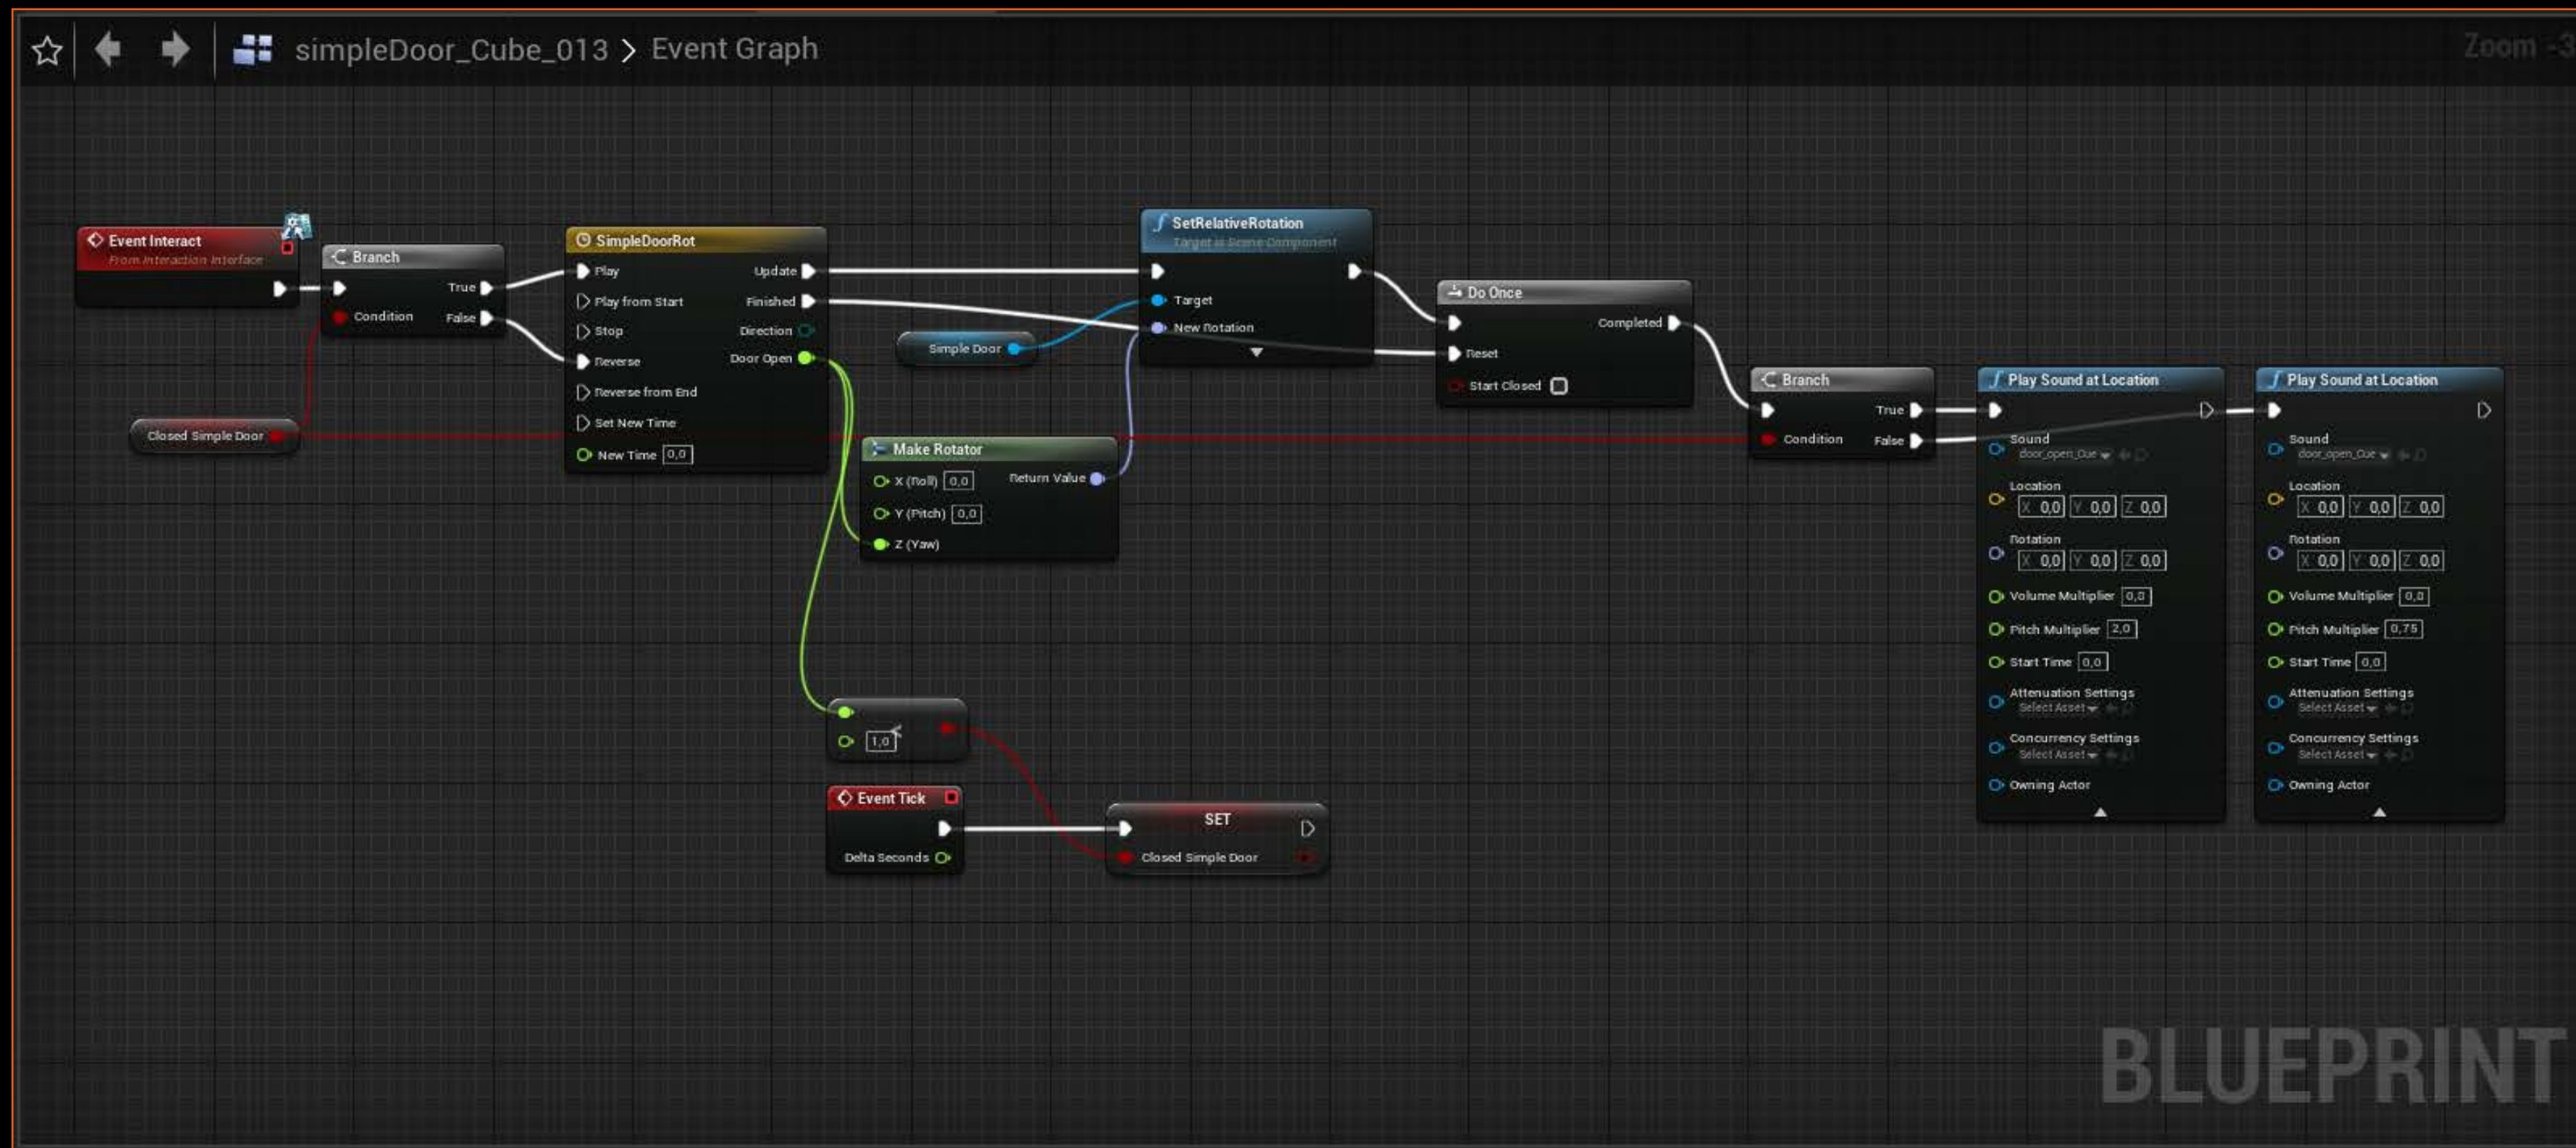 simpleDoor_Cube_013 > Event Graph
Zoom -3
Event Interact
From Interaction Interface
Branch
True
Condition
False
Closed Simple Door
SimpleDoorRot
Play
Update
Play from Start
Finished
Stop
Direction
Reverse
Door Open
Reverse from End
Set New Time
New Time 0,0
Simple Door
SetRelativeRotation
Target is Scene Component
Target
New Rotation
Make Rotator
X (Roll) 0,0
Return Value
Y (Pitch) 0,0
Z (Yaw)
Do Once
Completed
Reset
Start Closed
Branch
True
Condition
False
Play Sound at Location
Sound
door_open_Cue
Location
X 0,0 Y 0,0 Z 0,0
Rotation
X 0,0 Y 0,0 Z 0,0
Volume Multiplier 0,8
Pitch Multiplier 2,0
Start Time 0,0
Attenuation Settings
Select Asset
Concurrency Settings
Select Asset
Owning Actor
Play Sound at Location
Sound
door_open_Cue
Location
X 0,0 Y 0,0 Z 0,0
Rotation
X 0,0 Y 0,0 Z 0,0
Volume Multiplier 0,8
Pitch Multiplier 0,75
Start Time 0,0
Attenuation Settings
Select Asset
Concurrency Settings
Select Asset
Owning Actor
<
1,0
Event Tick
Delta Seconds
SET
Closed Simple Door
BLUEPRINT